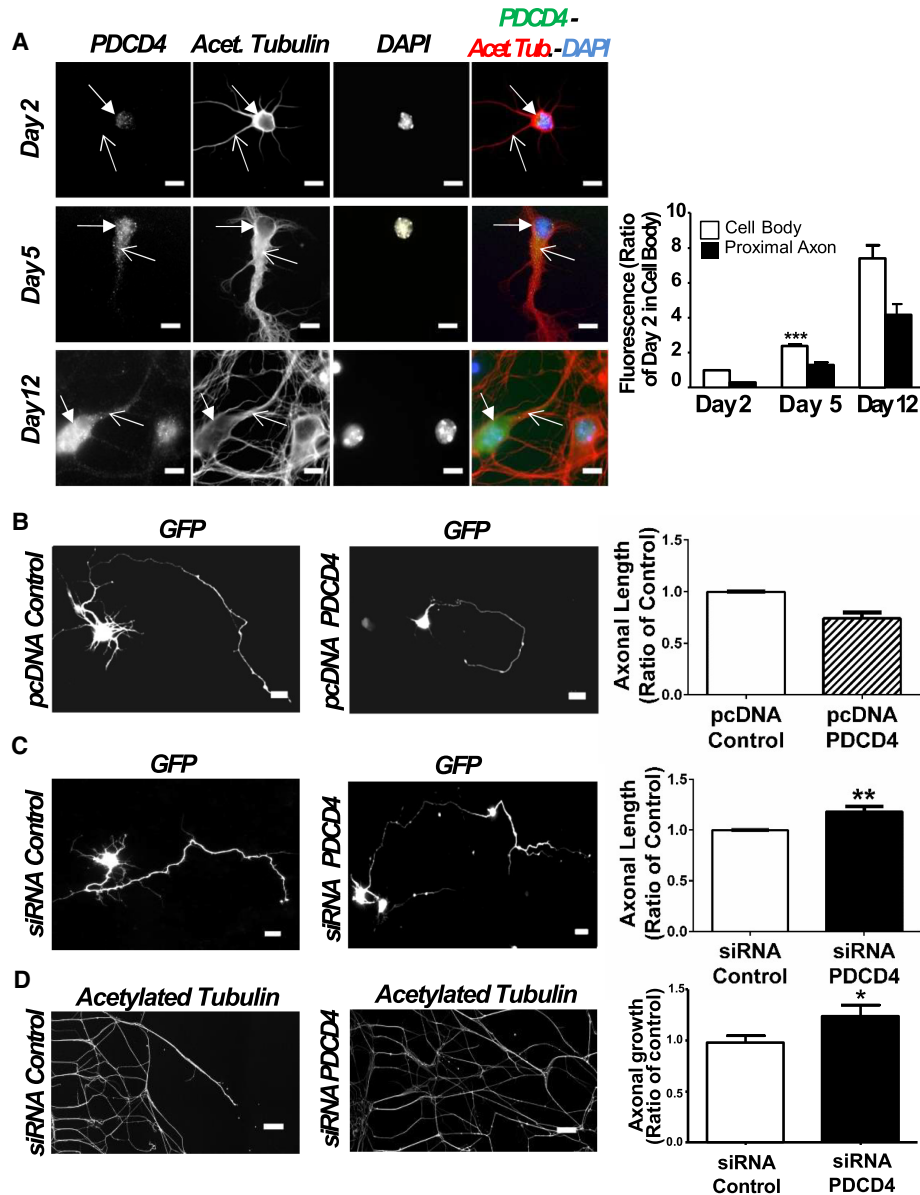 A
PDCD4
Acet. Tubulin
DAPI
PDCD4 -
Acet.Tub.-DAPI
Day 2
Day 5
Day 12
Fluorescence (Ratio
of Day 2 in Cell Body)
10
8
6
4
2
0
Cell Body
Proximal Axon
***
Day 2
Day 5
Day 12
B
GFP
GFP
pcDNA Control
pcDNA PDCD4
Axonal Length
(Ratio of Control)
1.5
1.0
0.5
0.0
pcDNA
Control
pcDNA
PDCD4
C
GFP
GFP
siRNA Control
siRNA PDCD4
Axonal Length
(Ratio of Control)
1.5
1.0
0.5
0.0
**
siRNA
Control
siRNA
PDCD4
D
Acetylated Tubulin
Acetylated Tubulin
siRNA Control
siRNA PDCD4
Axonal growth
(Ratio of control)
1.5
1.0
0.5
0.0
*
siRNA
Control
siRNA
PDCD4